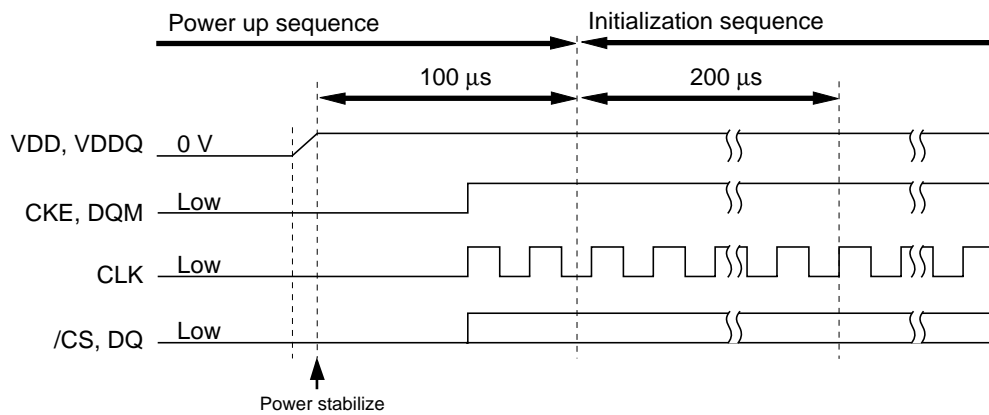 Power up sequence
Initialization sequence
100 μs
200 μs
VDD, VDDQ
0 V
CKE, DQM
Low
CLK
Low
/CS, DQ
Low
Power stabilize